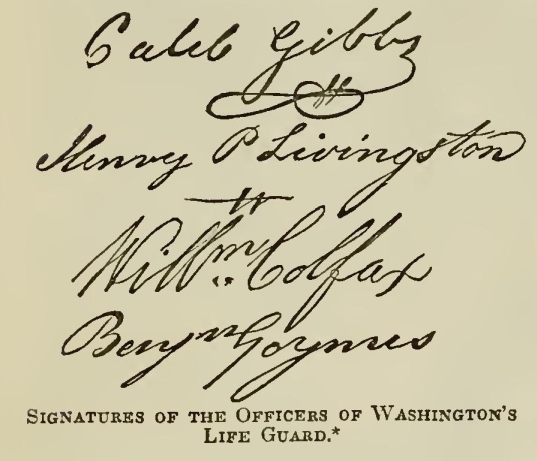 Caleb Gibbs
Henry P Livingston
Willm Colfax
Benjn Goymes
SIGNATURES OF THE OFFICERS OF WASHINGTON'S
LIFE GUARD.*